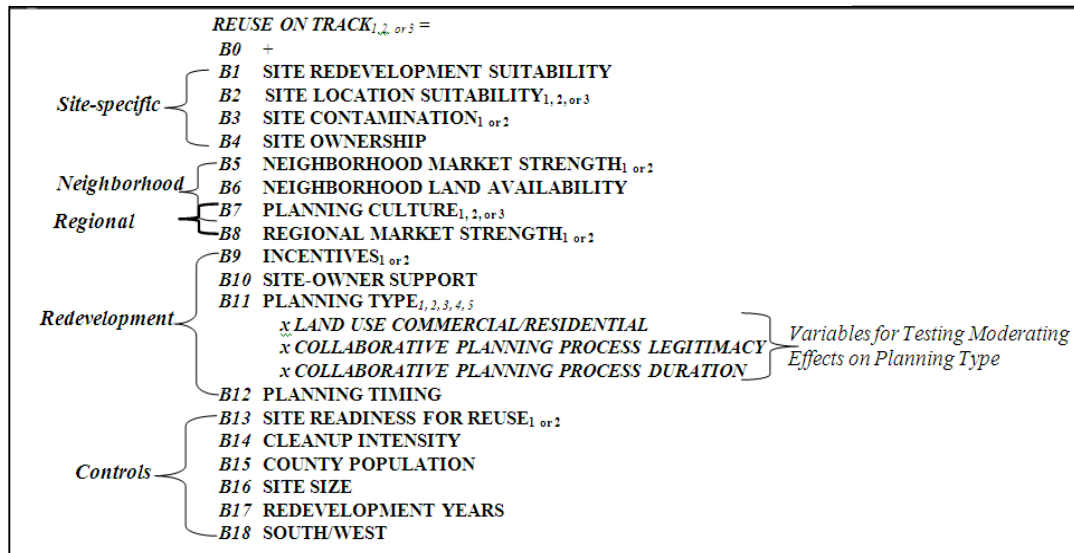 REUSE ON TRACK1,2, or 3 =
B0 +
B1 SITE REDEVELOPMENT SUITABILITY
Site-specific
B2 SITE LOCATION SUITABILITY1, 2, or 3
B3 SITE CONTAMINATION1 or 2
B4 SITE OWNERSHIP
B5 NEIGHBORHOOD MARKET STRENGTH1 or 2
Neighborhood
B6 NEIGHBORHOOD LAND AVAILABILITY
B7 PLANNING CULTURE1, 2, or 3
Regional
B8 REGIONAL MARKET STRENGTH1 or 2
B9 INCENTIVES1 or 2
B10 SITE-OWNER SUPPORT
B11 PLANNING TYPE1, 2, 3, 4, 5
Redevelopment
x LAND USE COMMERCIAL/RESIDENTIAL
x COLLABORATIVE PLANNING PROCESS LEGITIMACY
x COLLABORATIVE PLANNING PROCESS DURATION
Variables for Testing Moderating
Effects on Planning Type
B12 PLANNING TIMING
B13 SITE READINESS FOR REUSE1 or 2
B14 CLEANUP INTENSITY
Controls
B15 COUNTY POPULATION
B16 SITE SIZE
B17 REDEVELOPMENT YEARS
B18 SOUTH/WEST